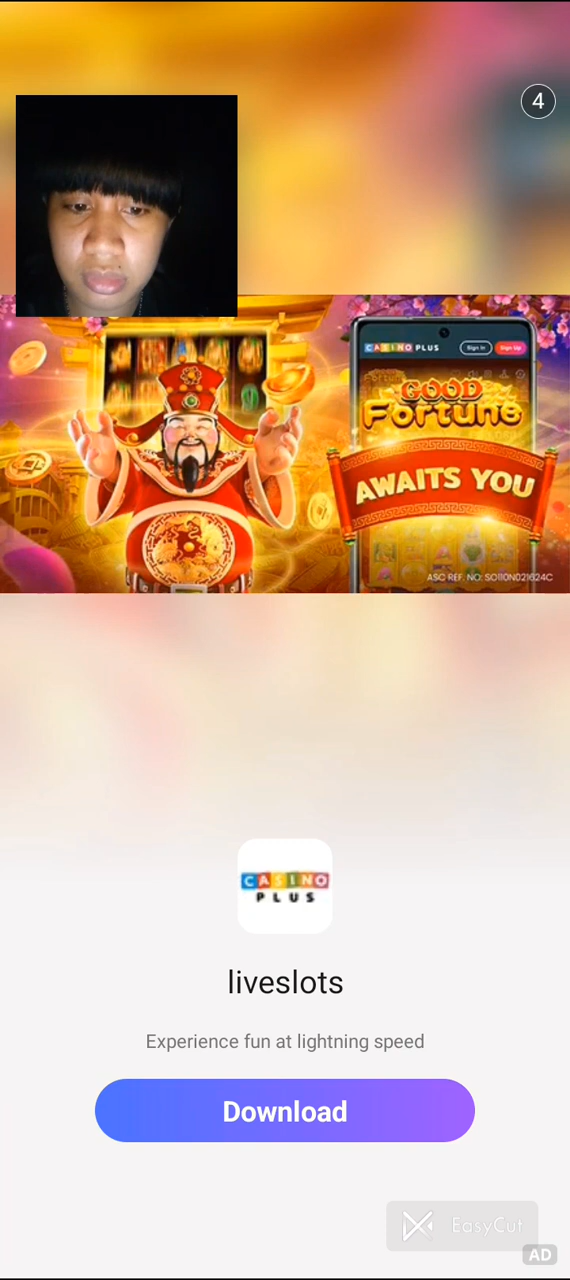 4
CASINO PLUS
Sign In
Sign Up
GOOD
Fortune
AWAITS YOU
ASC REF. NO: S0110N021624C
CASINO
PLUS
liveslots
Experience fun at lightning speed
Download
EasyCut
AD